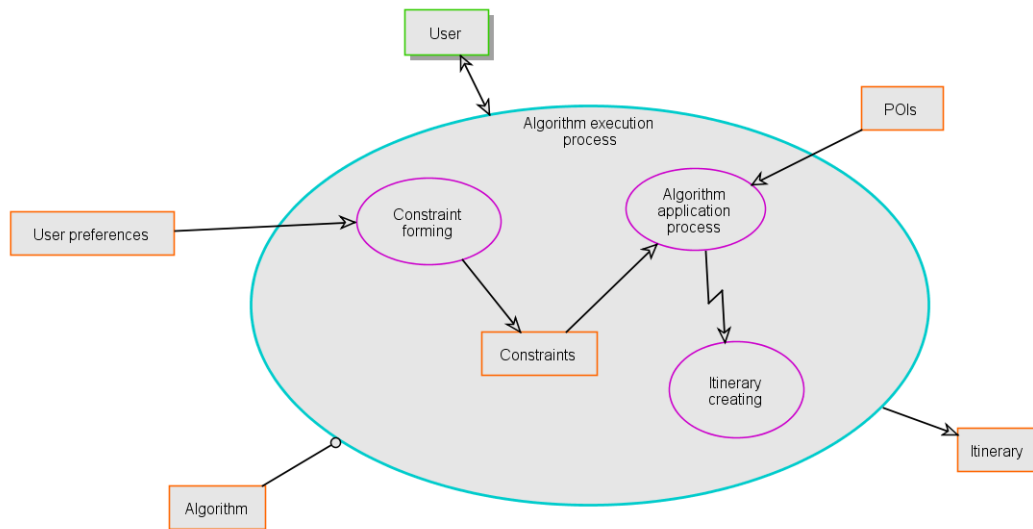 User
Algorithm execution
process
POIs
Constraint
forming
Algorithm
application
process
User preferences
Constraints
Itinerary
creating
Itinerary
Algorithm